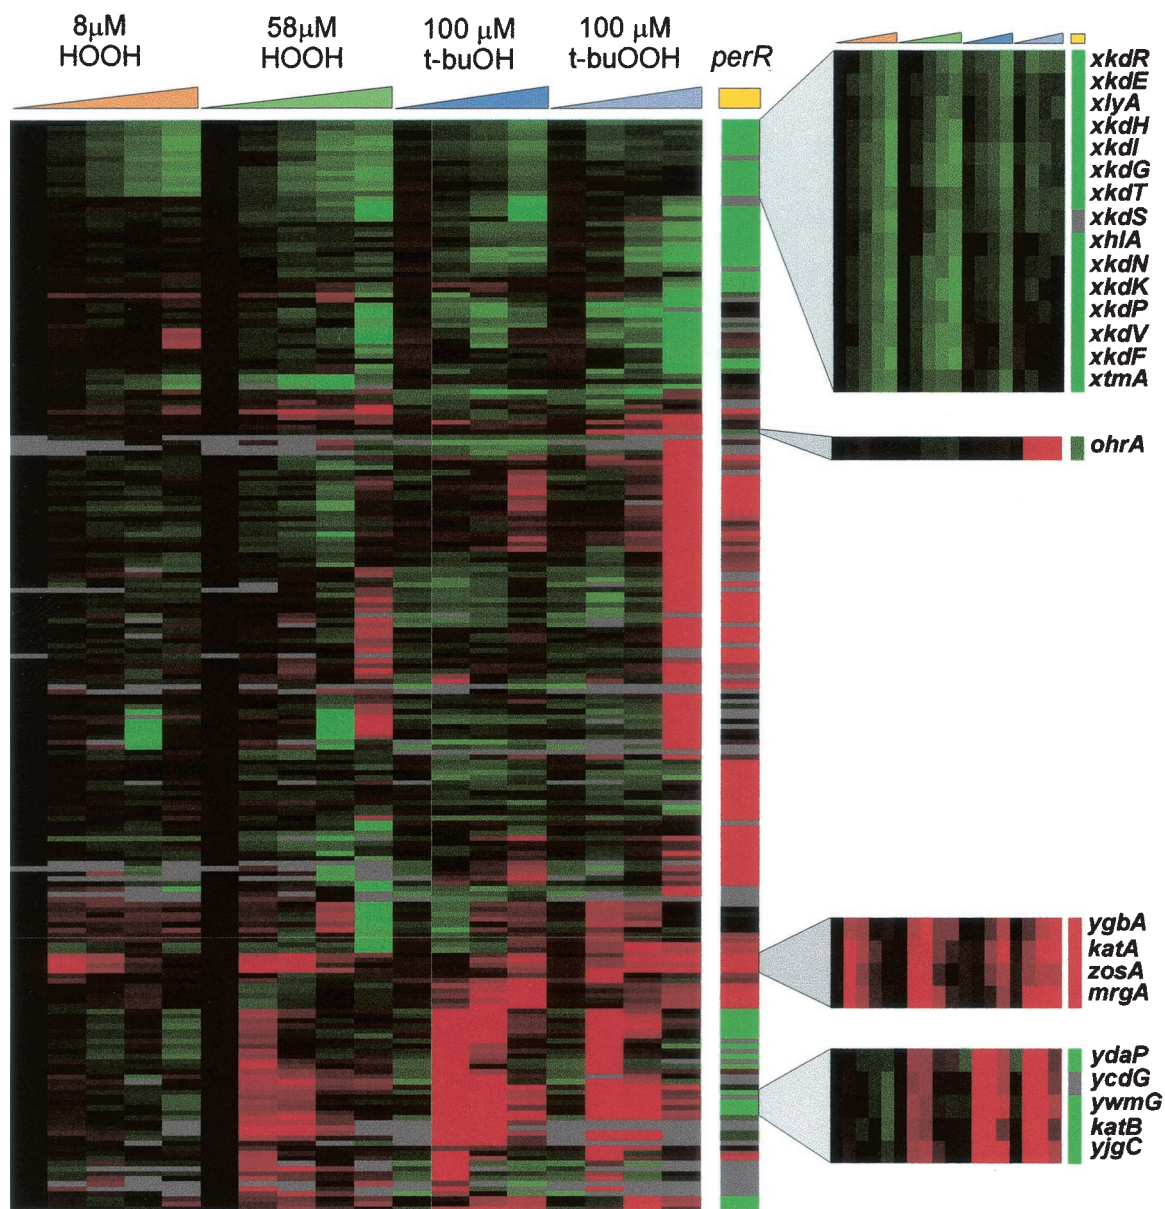 8μM
HOOH
58μM
HOOH
100 μM
t-buOH
100 μM
t-buOOH
perR
xkdR
xkdE
xlyA
xkdH
xkdI
xkdG
xkdT
xkdS
xhlA
xkdN
xkdK
xkdP
xkdV
xkdF
xtmA
ohrA
ygbA
katA
zosA
mrgA
ydaP
ycdG
ywmG
katB
yjgC